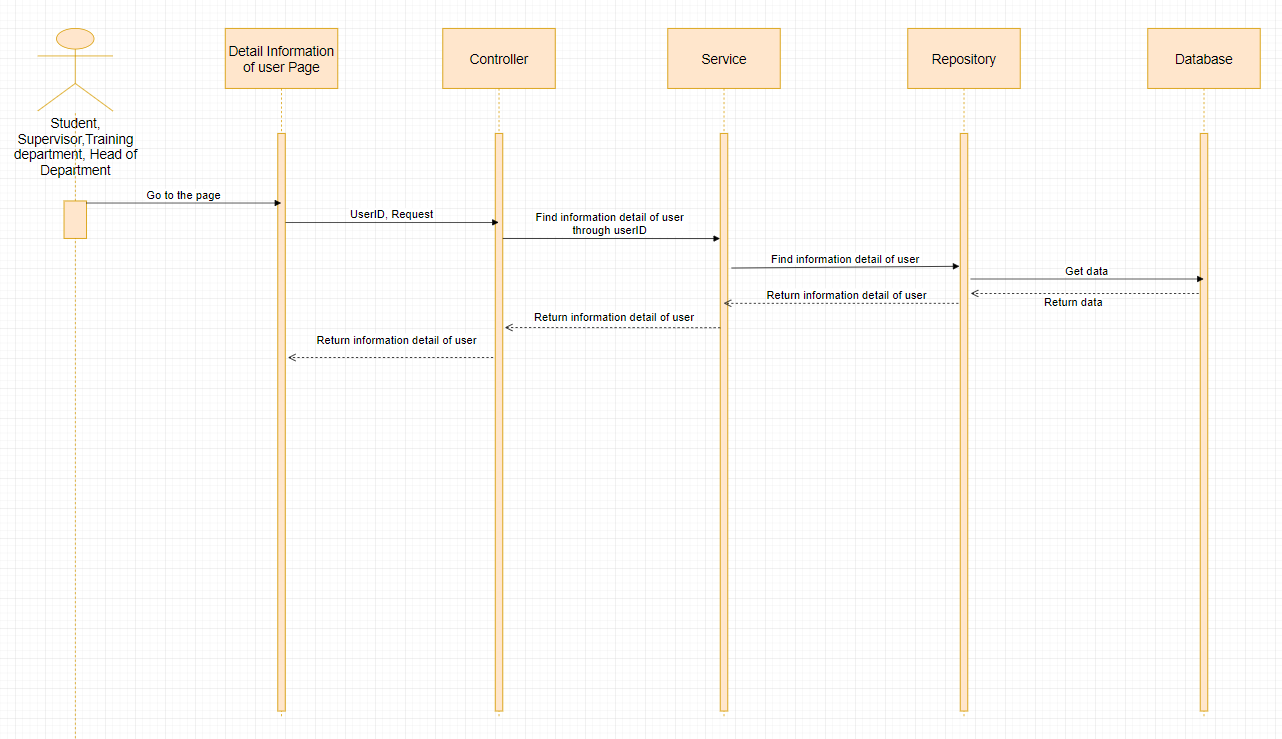 Detail Information
of user Page
Controller
Service
Repository
Database
Student,
Supervisor,Training
department, Head of
Department
Go to the page
UserID, Request
Find information detail of user
through userID
Find information detail of user
Get data
Return data
Return information detail of user
Return information detail of user
Return information detail of user